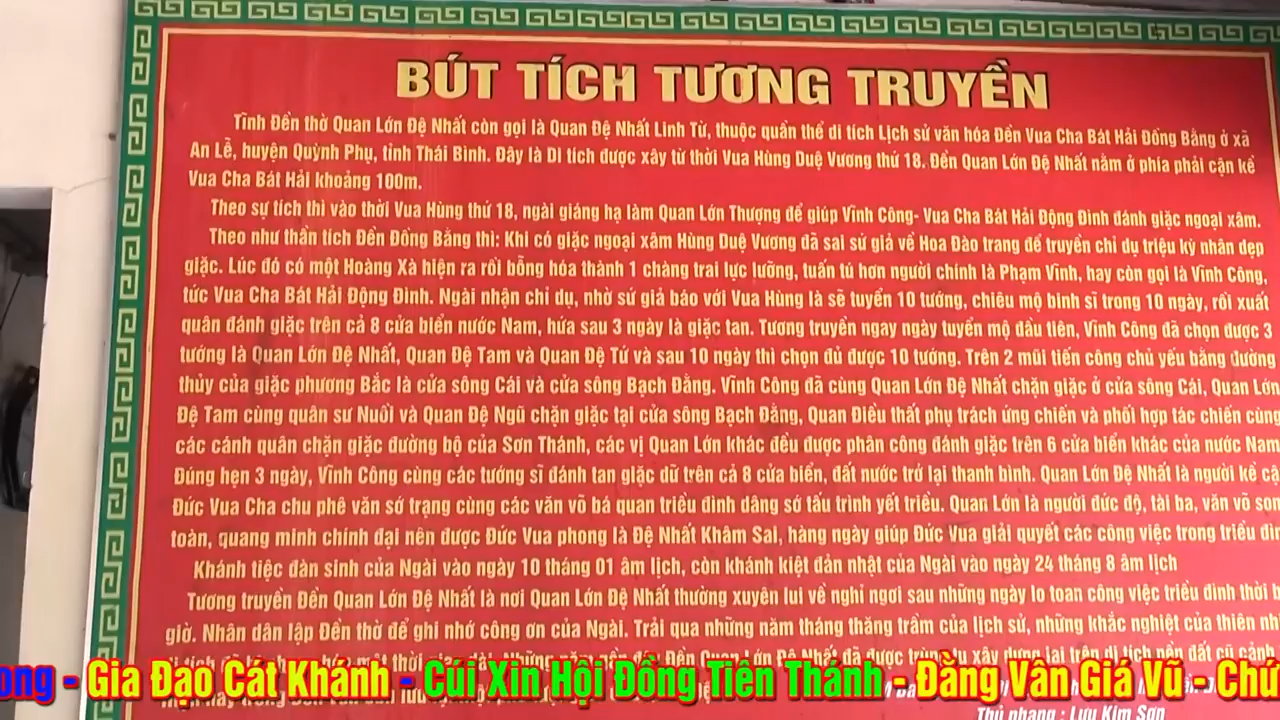 BÚT TÍCH TƯƠNG TRUYỀN
Tĩnh Đền thờ Quan Lớn Đệ Nhất còn gọi là Quan Đệ Nhất Linh Từ, thuộc quần thể di tích Lịch sử văn hóa Đền Vua Cha Bát Hải Đồng Bằng ở xã
An Lễ, huyện Quỳnh Phụ, tỉnh Thái Bình. Đây là Di tích được xây từ thời Vua Hùng Duệ Vương thứ 18. Đền Quan Lớn Đệ Nhất nằm ở phía phải cận kề
Vua Cha Bát Hải khoảng 100m.
Theo sự tích thì vào thời Vua Hùng thứ 18, ngài giáng hạ làm Quan Lớn Thượng để giúp Vĩnh Công- Vua Cha Bát Hải Động Đình đánh giặc ngoại xâm.
Theo như thần tích Đền Đồng Bằng thì: Khi có giặc ngoại xâm Hùng Duệ Vương đã sai sứ giả về Hoa Đào trang để truyền chỉ dụ triệu kỳ nhân dẹp
giặc. Lúc đó có một Hoàng Xà hiện ra rồi bỗng hóa thành 1 chàng trai lực lưỡng, tuấn tú hơn người chính là Phạm Vĩnh, hay còn gọi là Vĩnh Công,
tức Vua Cha Bát Hải Động Đình. Ngài nhận chỉ dụ, nhờ sứ giả báo với Vua Hùng là sẽ tuyển 10 tướng, chiêu mộ binh sĩ trong 10 ngày, rồi xuất
quân đánh giặc trên cả 8 cửa biển nước Nam, hứa sau 3 ngày là giặc tan. Tương truyền ngay ngày tuyển mộ đầu tiên, Vĩnh Công đã chọn được 3
tướng là Quan Lớn Đệ Nhất, Quan Đệ Tam và Quan Đệ Tứ và sau 10 ngày thì chọn đủ được 10 tướng. Trên 2 mũi tiến công chủ yếu bằng đường
thủy của giặc phương Bắc là cửa sông Cái và cửa sông Bạch Đằng. Vĩnh Công đã cùng Quan Lớn Đệ Nhất chặn giặc ở cửa sông Cái, Quan Lớn
Đệ Tam cùng quân sư Nuôi và Quan Đệ Ngũ chặn giặc tại cửa sông Bạch Đằng, Quan Điều thất phụ trách ứng chiến và phối hợp tác chiến cùng
các cánh quân chặn giặc đường bộ của Sơn Thánh, các vị Quan Lớn khác đều được phân công đánh giặc trên 6 cửa biển khác của nước Nam
Đúng hẹn 3 ngày, Vĩnh Công cùng các tướng sĩ đánh tan giặc dữ trên cả 8 cửa biển, đất nước trở lại thanh bình. Quan Lớn Đệ Nhất là người kề cậ
Đức Vua Cha chu phê văn sớ trạng cùng các văn võ bá quan triều đình dâng sớ tấu trình yết triều. Quan Lớn là người đức độ, tài ba, văn võ son
toàn, quang minh chính đại nên được Đức Vua phong là Đệ Nhất Khâm Sai, hàng ngày giúp Đức Vua giải quyết các công việc trong triều đìn
Khánh tiệc đàn sinh của Ngài vào ngày 10 tháng 01 âm lịch, còn khánh kiệt đản nhật của Ngài vào ngày 24 tháng 8 âm lịch
Tương truyền Đền Quan Lớn Đệ Nhất là nơi Quan Lớn Đệ Nhất thường xuyên lui về nghỉ ngơi sau những ngày lo toan công việc triều đình thời b
giờ. Nhân dân lập Đền thờ để ghi nhớ công ơn của Ngài. Trải qua những năm tháng thăng trầm của lịch sử, những khắc nghiệt của thiên nh
ong - Gia Đạo Cát Khánh - Cúi Xin Hội Đồng Tiên Thánh - Đằng Vân Giá Vũ - Chứ
Thủ nhang : Lưu Kim Sơn